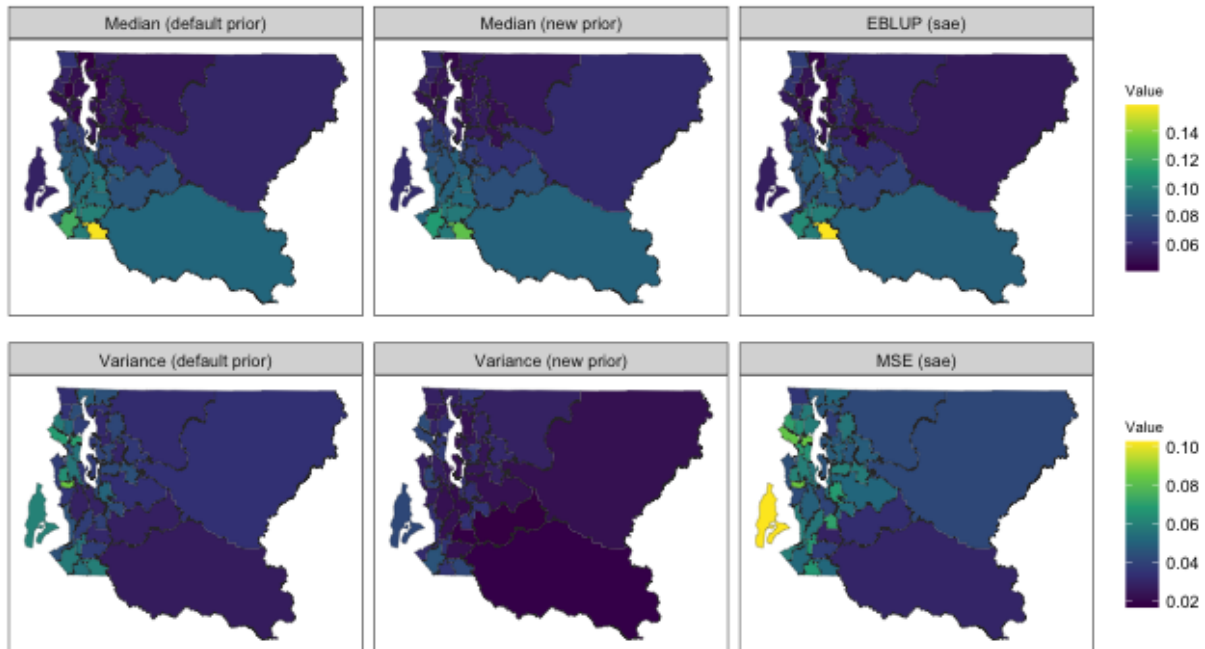 Median (default prior)
Median (new prior)
EBLUP (sae)
Value
0.14
0.12
0.10
0.08
0.06
Variance (default prior)
Variance (new prior)
MSE (sae)
Value
0.10
0.08
0.06
0.04
0.02